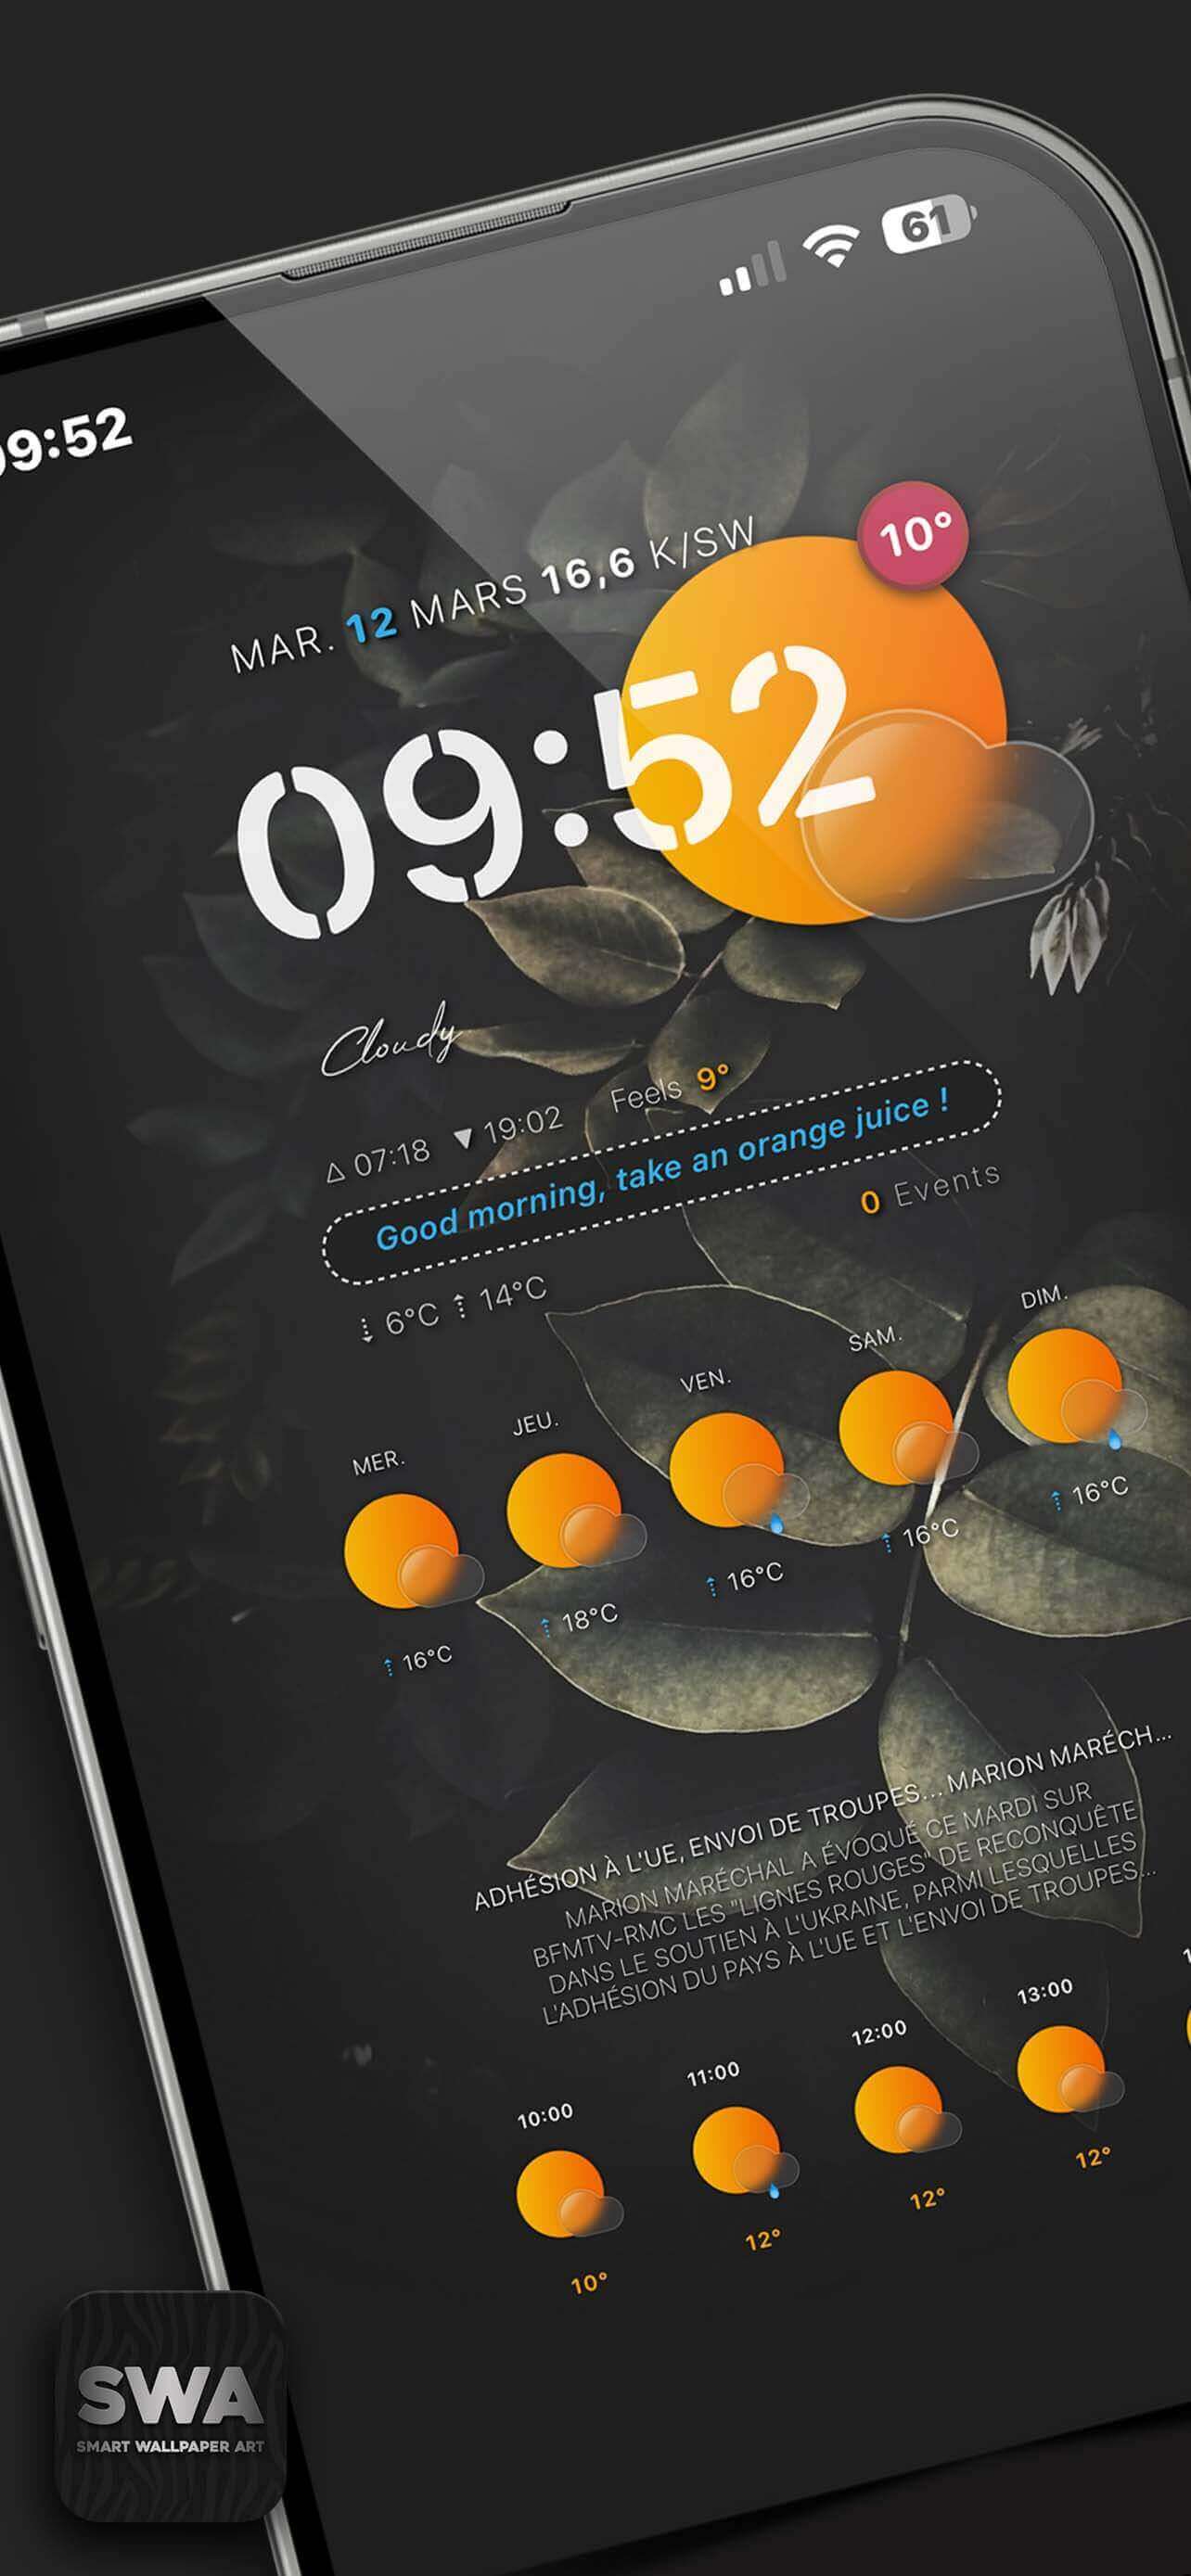 09:52
61
MAR. 12 MARS 16,6 K/SW
10°
09:52
Cloudy
△ 07:18 ▼ 19:02 Feels 9°
Good morning, take an orange juice !
0 Events
⇣ 6°C ⇡ 14°C
MER. JEU. VEN. SAM. DIM.
⇡ 16°C ⇡ 18°C ⇡ 16°C ⇡ 16°C ⇡ 16°C
ADHÉSION À L'UE, ENVOI DE TROUPES... MARION MARÉCH...
MARION MARÉCHAL A ÉVOQUÉ CE MARDI SUR
BFMTV-RMC LES "LIGNES ROUGES" DE RECONQUÊTE
DANS LE SOUTIEN À L'UKRAINE, PARMI LESQUELLES
L'ADHÉSION DU PAYS À L'UE ET L'ENVOI DE TROUPES...
10:00 11:00 12:00 13:00
10° 12° 12° 12°
SWA
SMART WALLPAPER ART